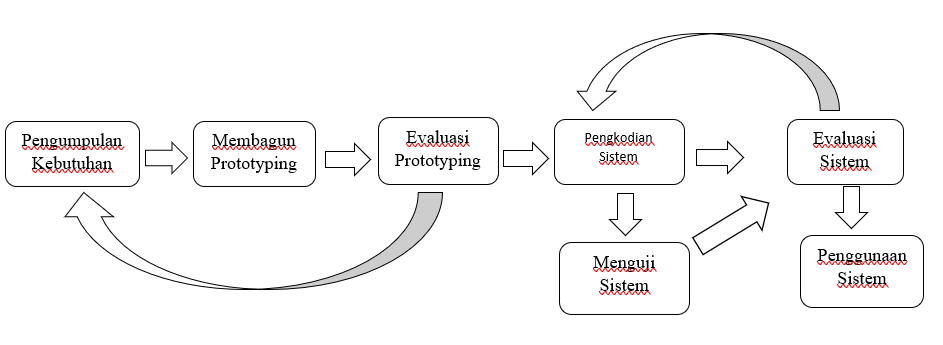 Pengumpulan
Kebutuhan
Membagun
Prototyping
Evaluasi
Prototyping
Pengkodian
Sistem
Evaluasi
Sistem
Menguji
Sistem
Penggunaan
Sistem